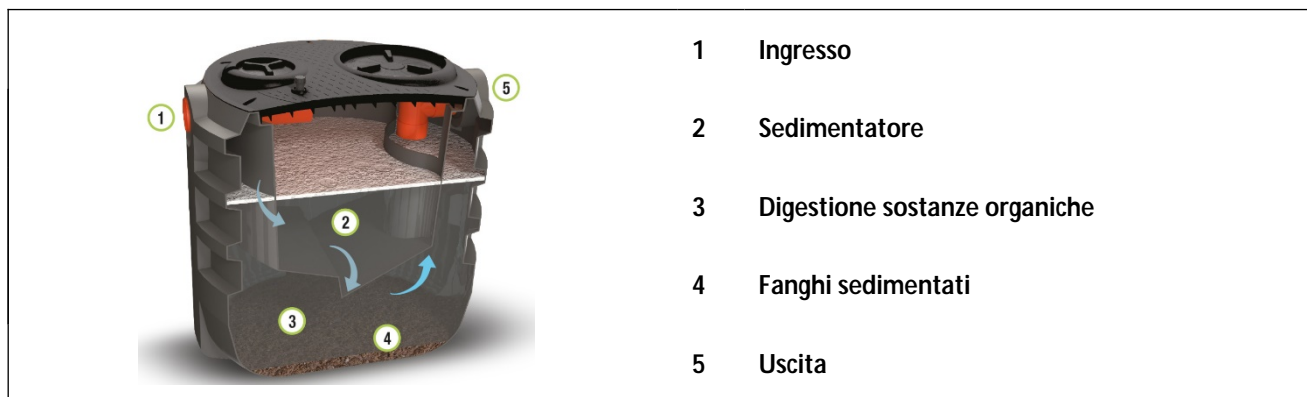 1
5
2
3
4
1 Ingresso
2 Sedimentatore
3 Digestione sostanze organiche
4 Fanghi sedimentati
5 Uscita